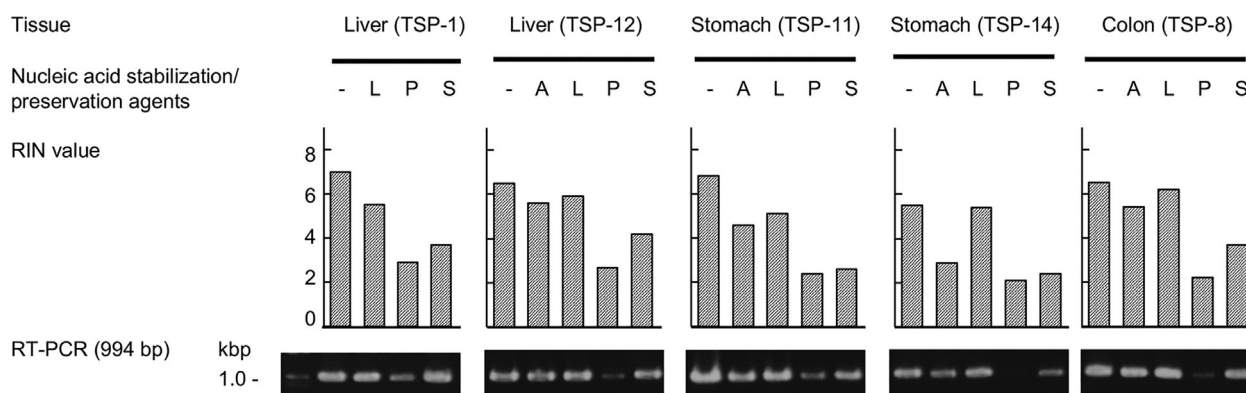 Tissue Liver (TSP-1) Liver (TSP-12) Stomach (TSP-11) Stomach (TSP-14) Colon (TSP-8)
Nucleic acid stabilization/
preservation agents - L P S - A L P S - A L P S - A L P S - A L P S
RIN value
8
6
4
2
0
RT-PCR (994 bp) kbp
1.0 -